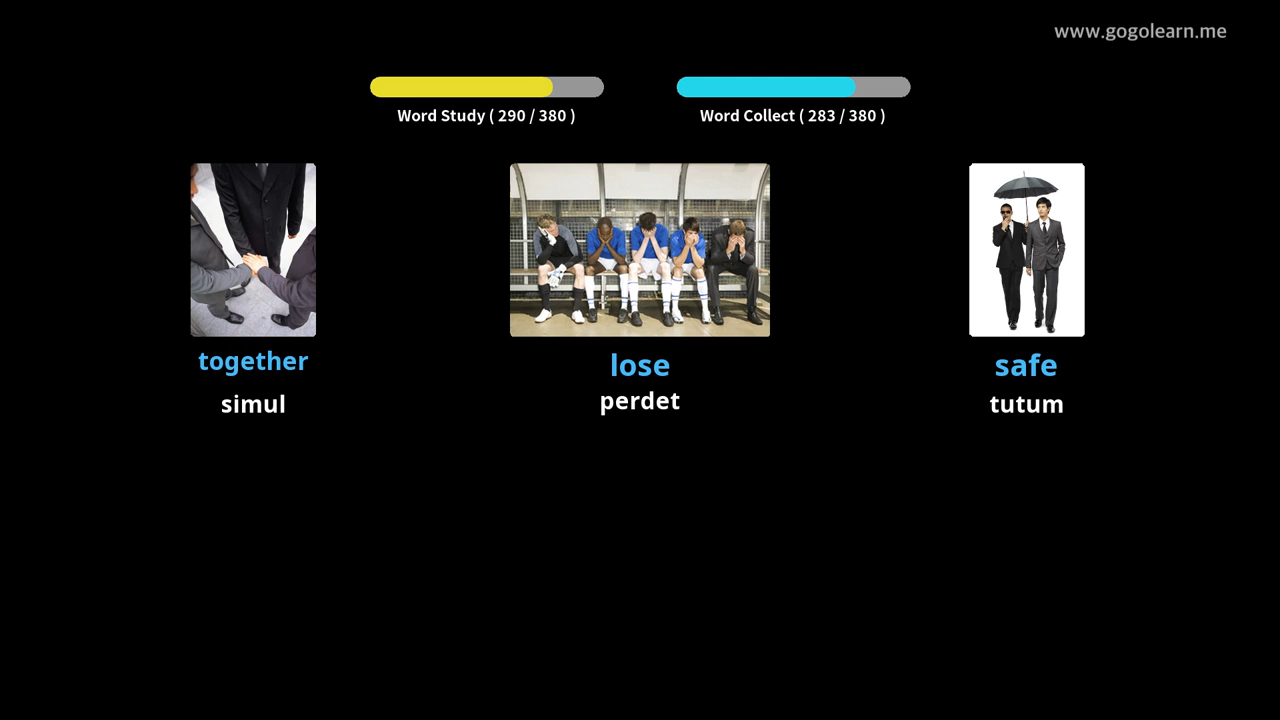 www.gogolearn.me
Word Study ( 290 / 380 )
Word Collect ( 283 / 380 )
together
simul
lose
perdet
safe
tutum